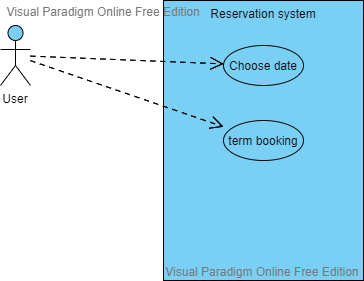 Visual Paradigm Online Free Edition
Reservation system
Choose date
User
term booking
Visual Paradigm Online Free Edition